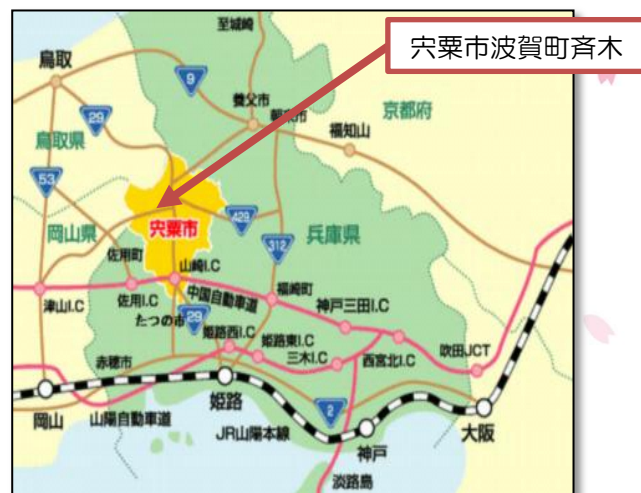 宍粟市波賀町斉木
至城崎
鳥取
9
養父市
朝来市
京都府
29
福知山
鳥取県
53
429
岡山県
宍粟市
兵庫県
312
佐用町
山崎I.C
津山I.C
佐用I.C
中国自動車道
福崎町
神戸三田I.C
29
たつの市
姫路西I.C
姫路東I.C
吹田JCT
赤穂市
三木I.C
西宮北I.C
岡山
山陽自動車道
姫路
2
JR山陽本線
神戸
大阪
淡路島